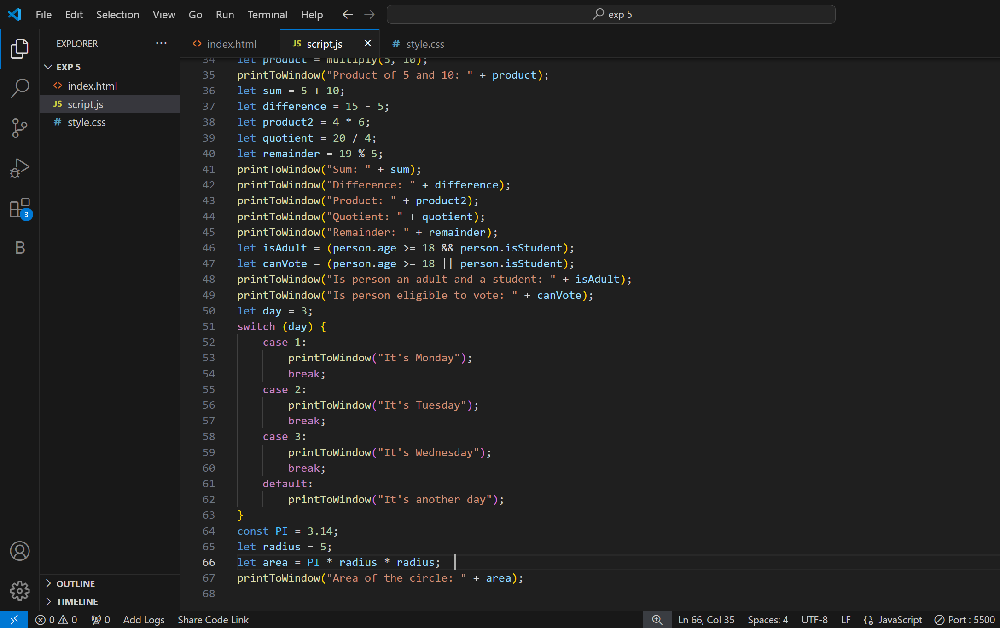 File Edit Selection View Go Run Terminal Help
exp 5
EXPLORER
EXP 5
index.html
script.js
style.css
3
B
OUTLINE
TIMELINE
index.html
JS script.js
# style.css
34 let product = multiply(5, 10);
35 printToWindow("Product of 5 and 10: " + product);
36 let sum = 5 + 10;
37 let difference = 15 - 5;
38 let product2 = 4 * 6;
39 let quotient = 20 / 4;
40 let remainder = 19 % 5;
41 printToWindow("Sum: " + sum);
42 printToWindow("Difference: " + difference);
43 printToWindow("Product: " + product2);
44 printToWindow("Quotient: " + quotient);
45 printToWindow("Remainder: " + remainder);
46 let isAdult = (person.age >= 18 && person.isStudent);
47 let canVote = (person.age >= 18 || person.isStudent);
48 printToWindow("Is person an adult and a student: " + isAdult);
49 printToWindow("Is person eligible to vote: " + canVote);
50 let day = 3;
51 switch (day) {
52     case 1:
53         printToWindow("It's Monday");
54         break;
55     case 2:
56         printToWindow("It's Tuesday");
57         break;
58     case 3:
59         printToWindow("It's Wednesday");
60         break;
61     default:
62         printToWindow("It's another day");
63 }
64 const PI = 3.14;
65 let radius = 5;
66 let area = PI * radius * radius;
67 printToWindow("Area of the circle: " + area);
68
0 0 0 Add Logs Share Code Link Ln 66, Col 35 Spaces: 4 UTF-8 LF JavaScript Port : 5500